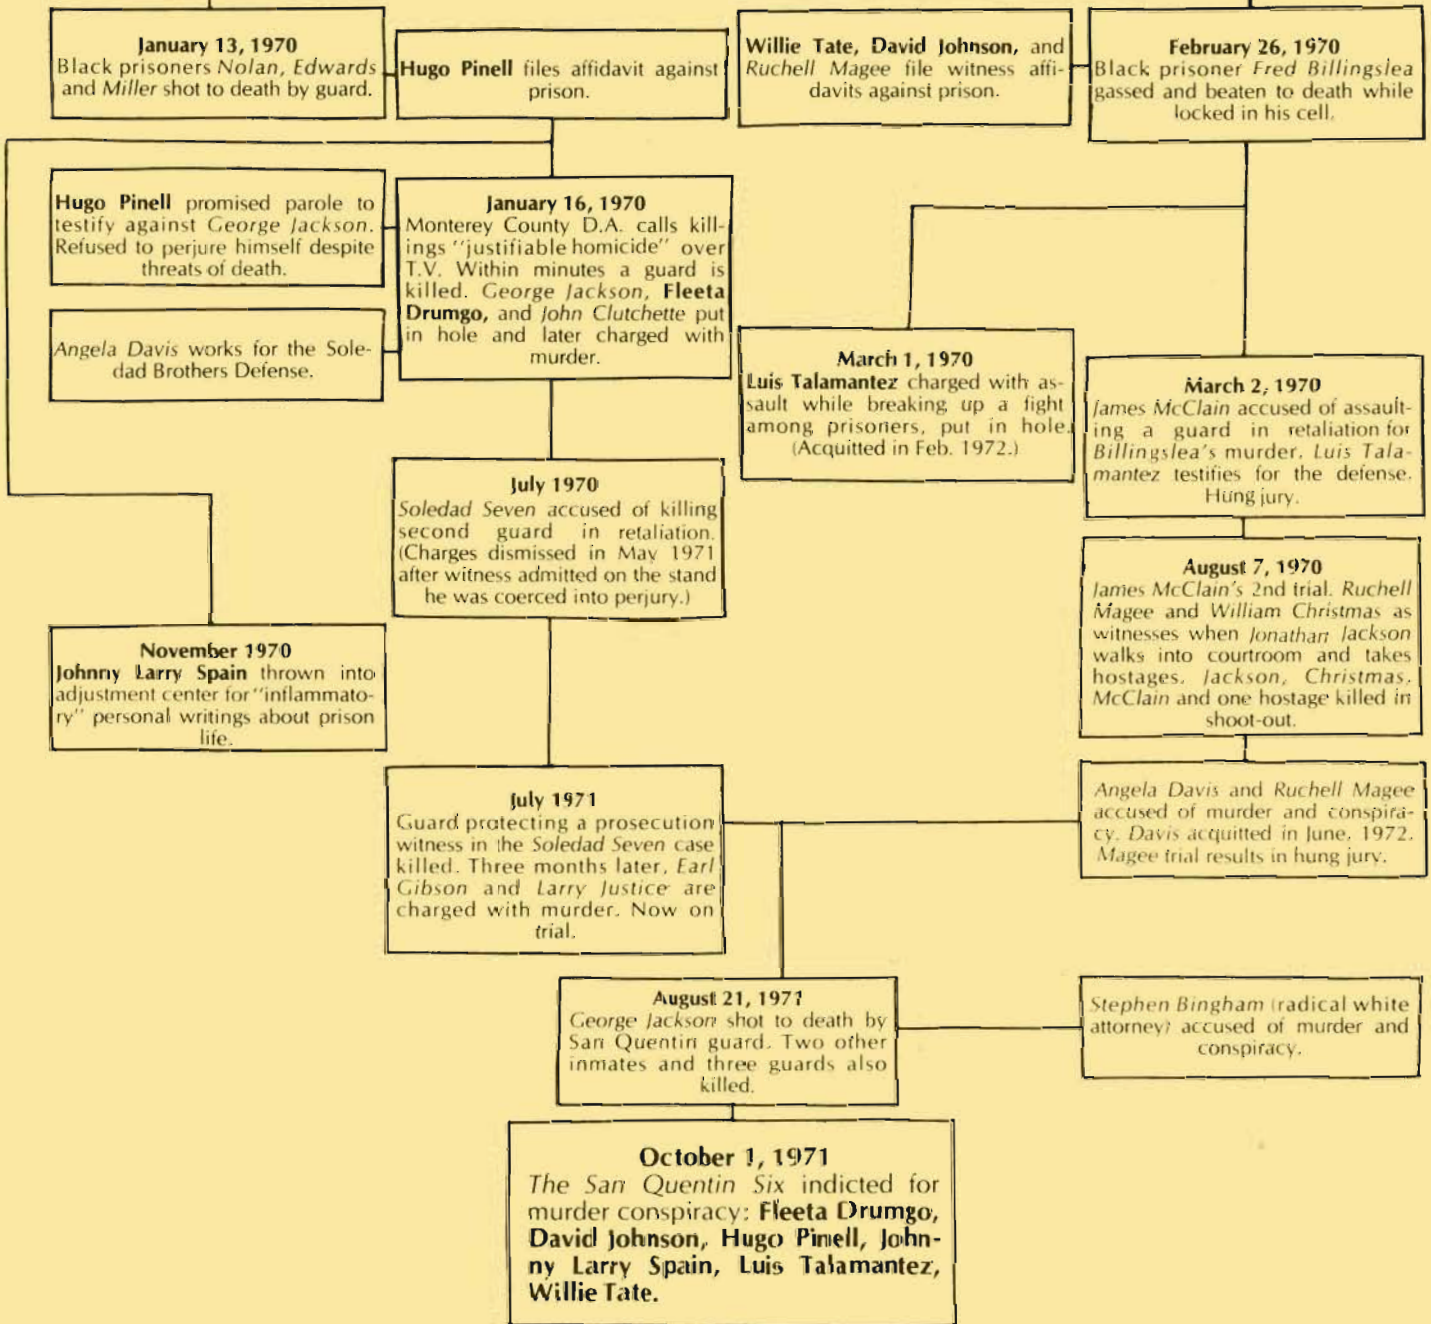 January 13, 1970
Black prisoners Nolan, Edwards
and Miller shot to death by guard.
Hugo Pinell files affidavit against
prison.
Willie Tate, David Johnson, and
Ruchell Magee file witness affi-
davits against prison.
February 26, 1970
Black prisoner Fred Billingslea
gassed and beaten to death while
locked in his cell.
Hugo Pinell promised parole to
testify against George Jackson.
Refused to perjure himself despite
threats of death.
January 16, 1970
Monterey County D.A. calls kill-
ings "justifiable homicide" over
T.V. Within minutes a guard is
killed. George Jackson, Fleeta
Drumgo, and John Clutchette put
in hole and later charged with
murder.
Angela Davis works for the Sole-
dad Brothers Defense.
March 1, 1970
Luis Talamantez charged with as-
sault while breaking up a fight
among prisoners, put in hole.
(Acquitted in Feb. 1972.)
March 2, 1970
James McClain accused of assault-
ing a guard in retaliation for
Billingslea's murder. Luis Tala-
mantez testifies for the defense.
Hung jury.
July 1970
Soledad Seven accused of killing
second guard in retaliation.
(Charges dismissed in May 1971
after witness admitted on the stand
he was coerced into perjury.)
August 7, 1970
James McClain's 2nd trial. Ruchell
Magee and William Christmas as
witnesses when Jonathan Jackson
walks into courtroom and takes
hostages. Jackson, Christmas,
McClain and one hostage killed in
shoot-out.
November 1970
Johnny Larry Spain thrown into
adjustment center for "inflammato-
ry" personal writings about prison
life.
July 1971
Guard protecting a prosecution
witness in the Soledad Seven case
killed. Three months later, Earl
Gibson and Larry Justice are
charged with murder. Now on
trial.
Angela Davis and Ruchell Magee
accused of murder and conspira-
cy. Davis acquitted in June, 1972.
Magee trial results in hung jury.
August 21, 1971
George Jackson shot to death by
San Quentin guard. Two other
inmates and three guards also
killed.
Stephen Bingham (radical white
attorney) accused of murder and
conspiracy.
October 1, 1971
The San Quentin Six indicted for
murder conspiracy: Fleeta Drumgo,
David Johnson, Hugo Pinell, John-
ny Larry Spain, Luis Talamantez,
Willie Tate.